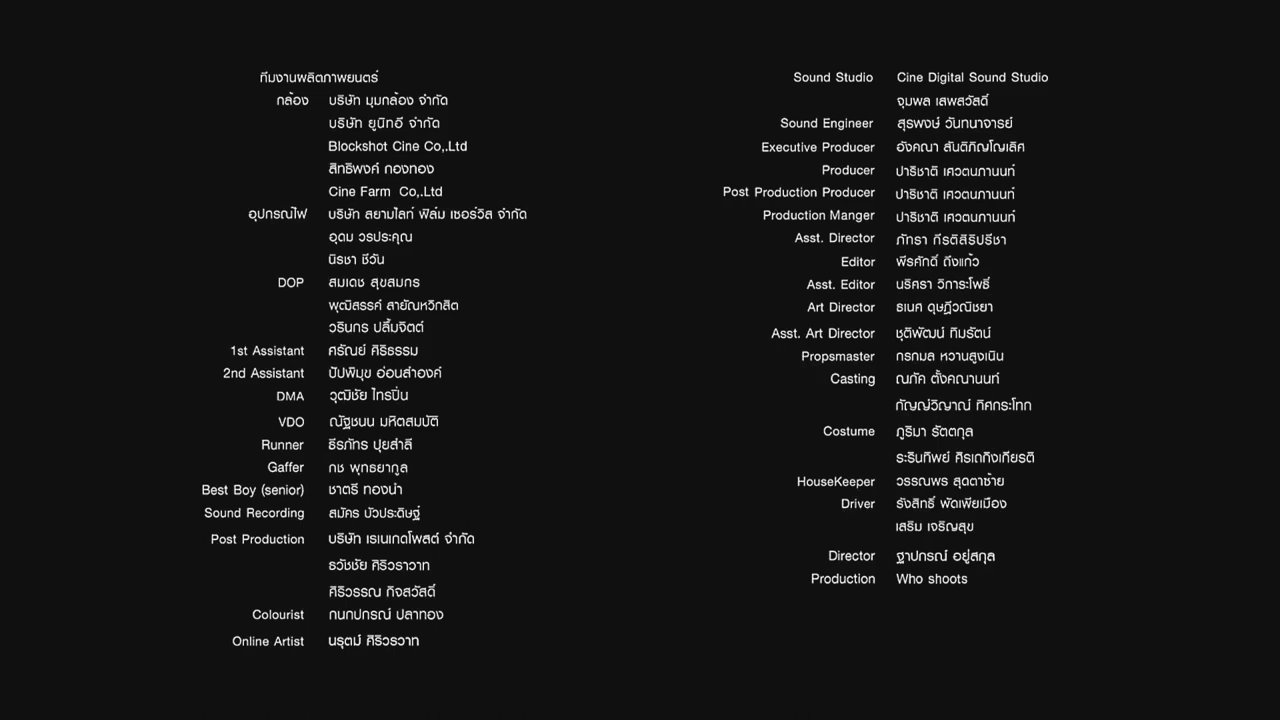 ทีมงานผลิตภาพยนตร์
กล้อง บริษัท มุมกล้อง จำกัด
บริษัท ยูนิทอี จำกัด
Blockshot Cine Co,.Ltd
สิทธิพงค์ กองทอง
Cine Farm Co,.Ltd
อุปกรณ์ไฟ บริษัท สยามไลท์ ฟิล์ม เซอร์วิส จำกัด
อุดม วรประคุณ
นิรชา ชีวัน
DOP สมเดช สุขสมกร
พุฒิสรรค์ สายัณหวิกสิต
วรินทร ปลื้มจิตต์
1st Assistant ศรัณย์ ศิริธรรม
2nd Assistant ปัปพิมุข อ่อนสำองค์
DMA วุฒิชัย ไทรปิ่น
VDO ณัฐชนน มหิตสมบัติ
Runner ธีรภัทร ปุยสำลี
Gaffer กช พุทธยากูล
Best Boy (senior) ชาตรี ทองนำ
Sound Recording สมัคร บัวประดิษฐ์
Post Production บริษัท เรเนเกดโพสต์ จำกัด
ธวัชชัย ศิริวราวาท
ศิริวรรณ กิจสวัสดิ์
Colourist กนกปกรณ์ ปลาทอง
Online Artist นรุตม์ ศิริวรวาท
Sound Studio Cine Digital Sound Studio
จุมพล เสพสวัสดิ์
Sound Engineer สุรพงษ์ วันทนาจารย์
Executive Producer อังคณา สันติภิญโญเลิศ
Producer ปาริชาติ เศวตนภานนท์
Post Production Producer ปาริชาติ เศวตนภานนท์
Production Manger ปาริชาติ เศวตนภานนท์
Asst. Director ภัทรา กีรติสิริปรีชา
Editor พีรศักดิ์ ถึงแก้ว
Asst. Editor นริศรา วิการะโพธิ์
Art Director ธเนศ ดุษฎีวณิชยา
Asst. Art Director ชุติพัฒน์ ทิมรัตน์
Propsmaster กรกมล หวานสูงเนิน
Casting ณภัค ตั้งคณานนท์
กัญญ์วิญาณ์ ทิศกระโทก
Costume ภูริมา รัตตกุล
ระรินทิพย์ ศิรเดกิงเกียรติ
HouseKeeper วรรณพร สุดตาซ้าย
Driver รังสิทธิ์ พัดเพียเมือง
เสริม เจริญสุข
Director ฐาปกรณ์ อยู่สกุล
Production Who shoots